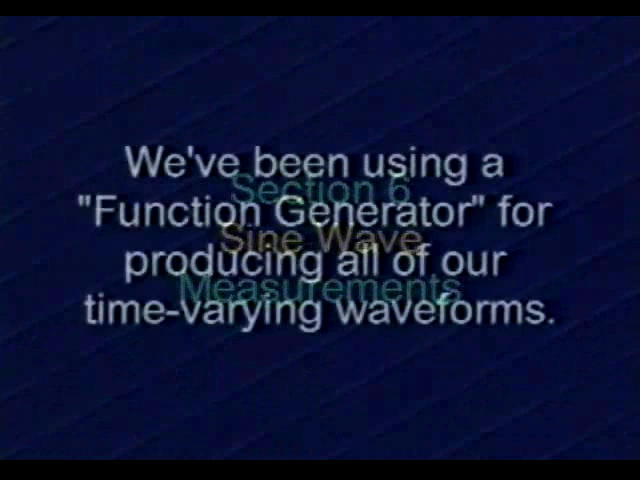 We've been using a
Section 6
"Function Generator" for
Sine Wave
producing all of our
Measurements
time-varying waveforms.